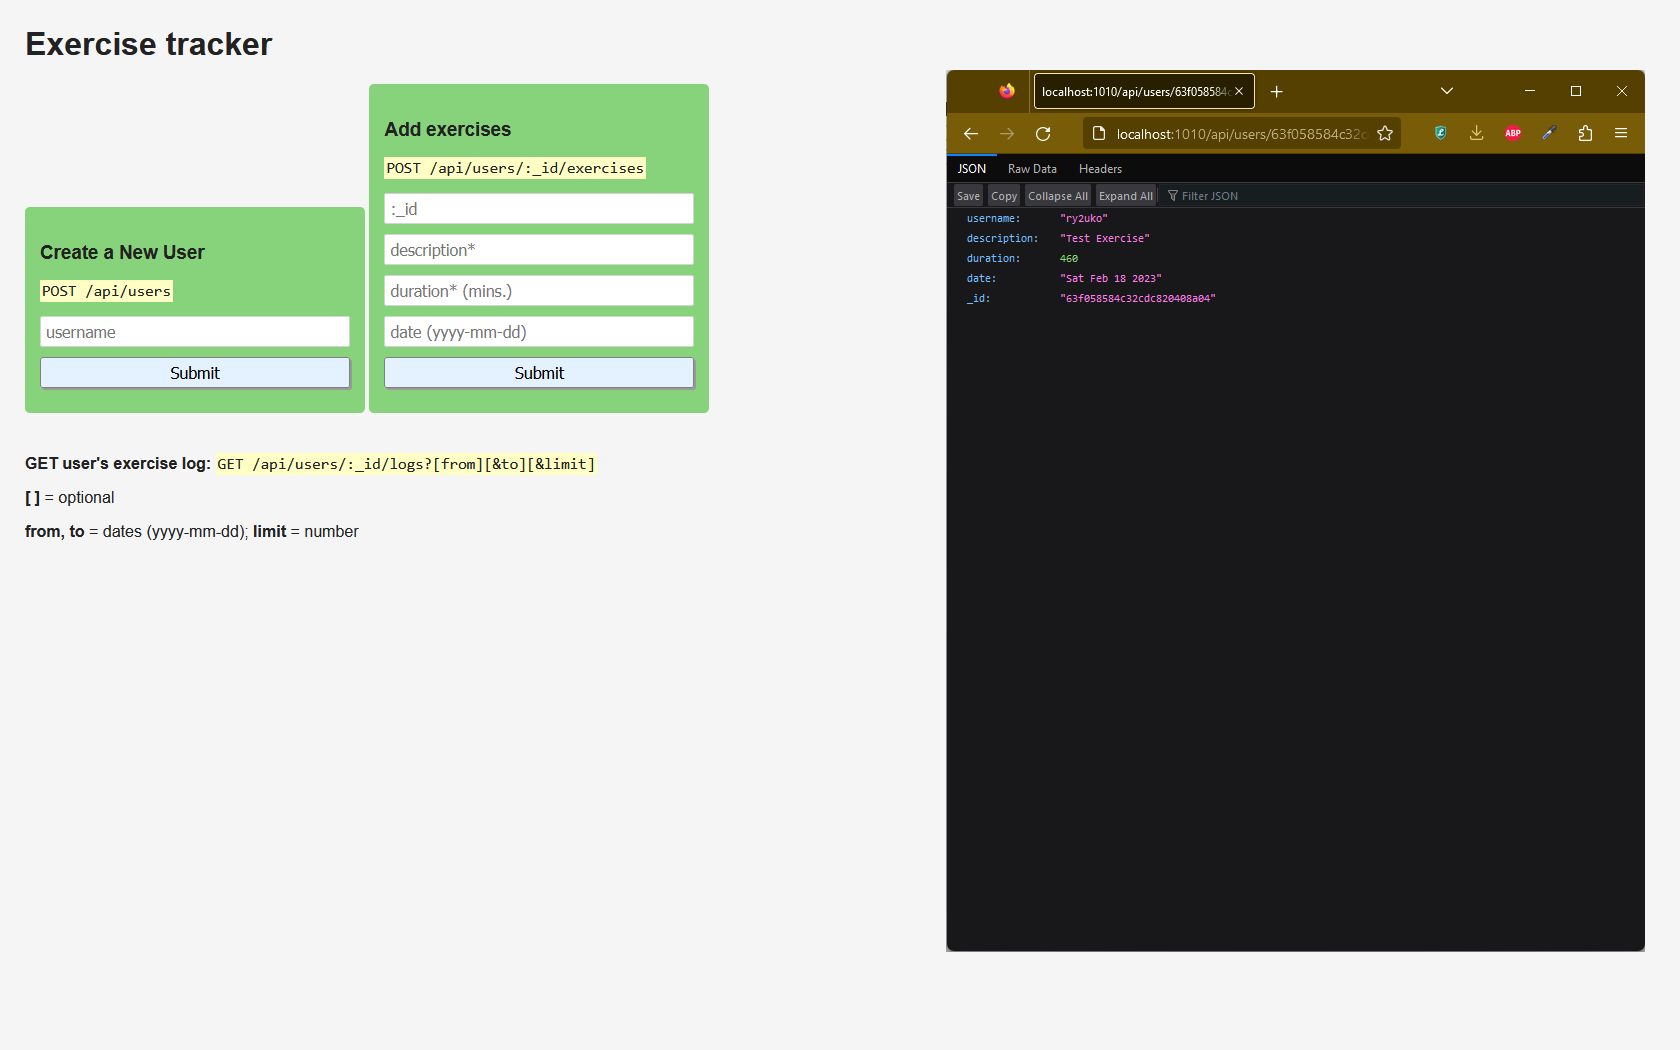 Exercise tracker
Create a New User
POST /api/users
username
Submit
Add exercises
POST /api/users/:_id/exercises
:_id
description*
duration* (mins.)
date (yyyy-mm-dd)
Submit
GET user's exercise log: GET /api/users/:_id/logs?[from][&to][&limit]
[ ] = optional
from, to = dates (yyyy-mm-dd); limit = number
localhost:1010/api/users/63f058584c
localhost:1010/api/users/63f058584c32c
ABP
JSON Raw Data Headers
Save Copy Collapse All Expand All Filter JSON
username: "ry2uko"
description: "Test Exercise"
duration: 460
date: "Sat Feb 18 2023"
_id: "63f058584c32cdc820408a04"